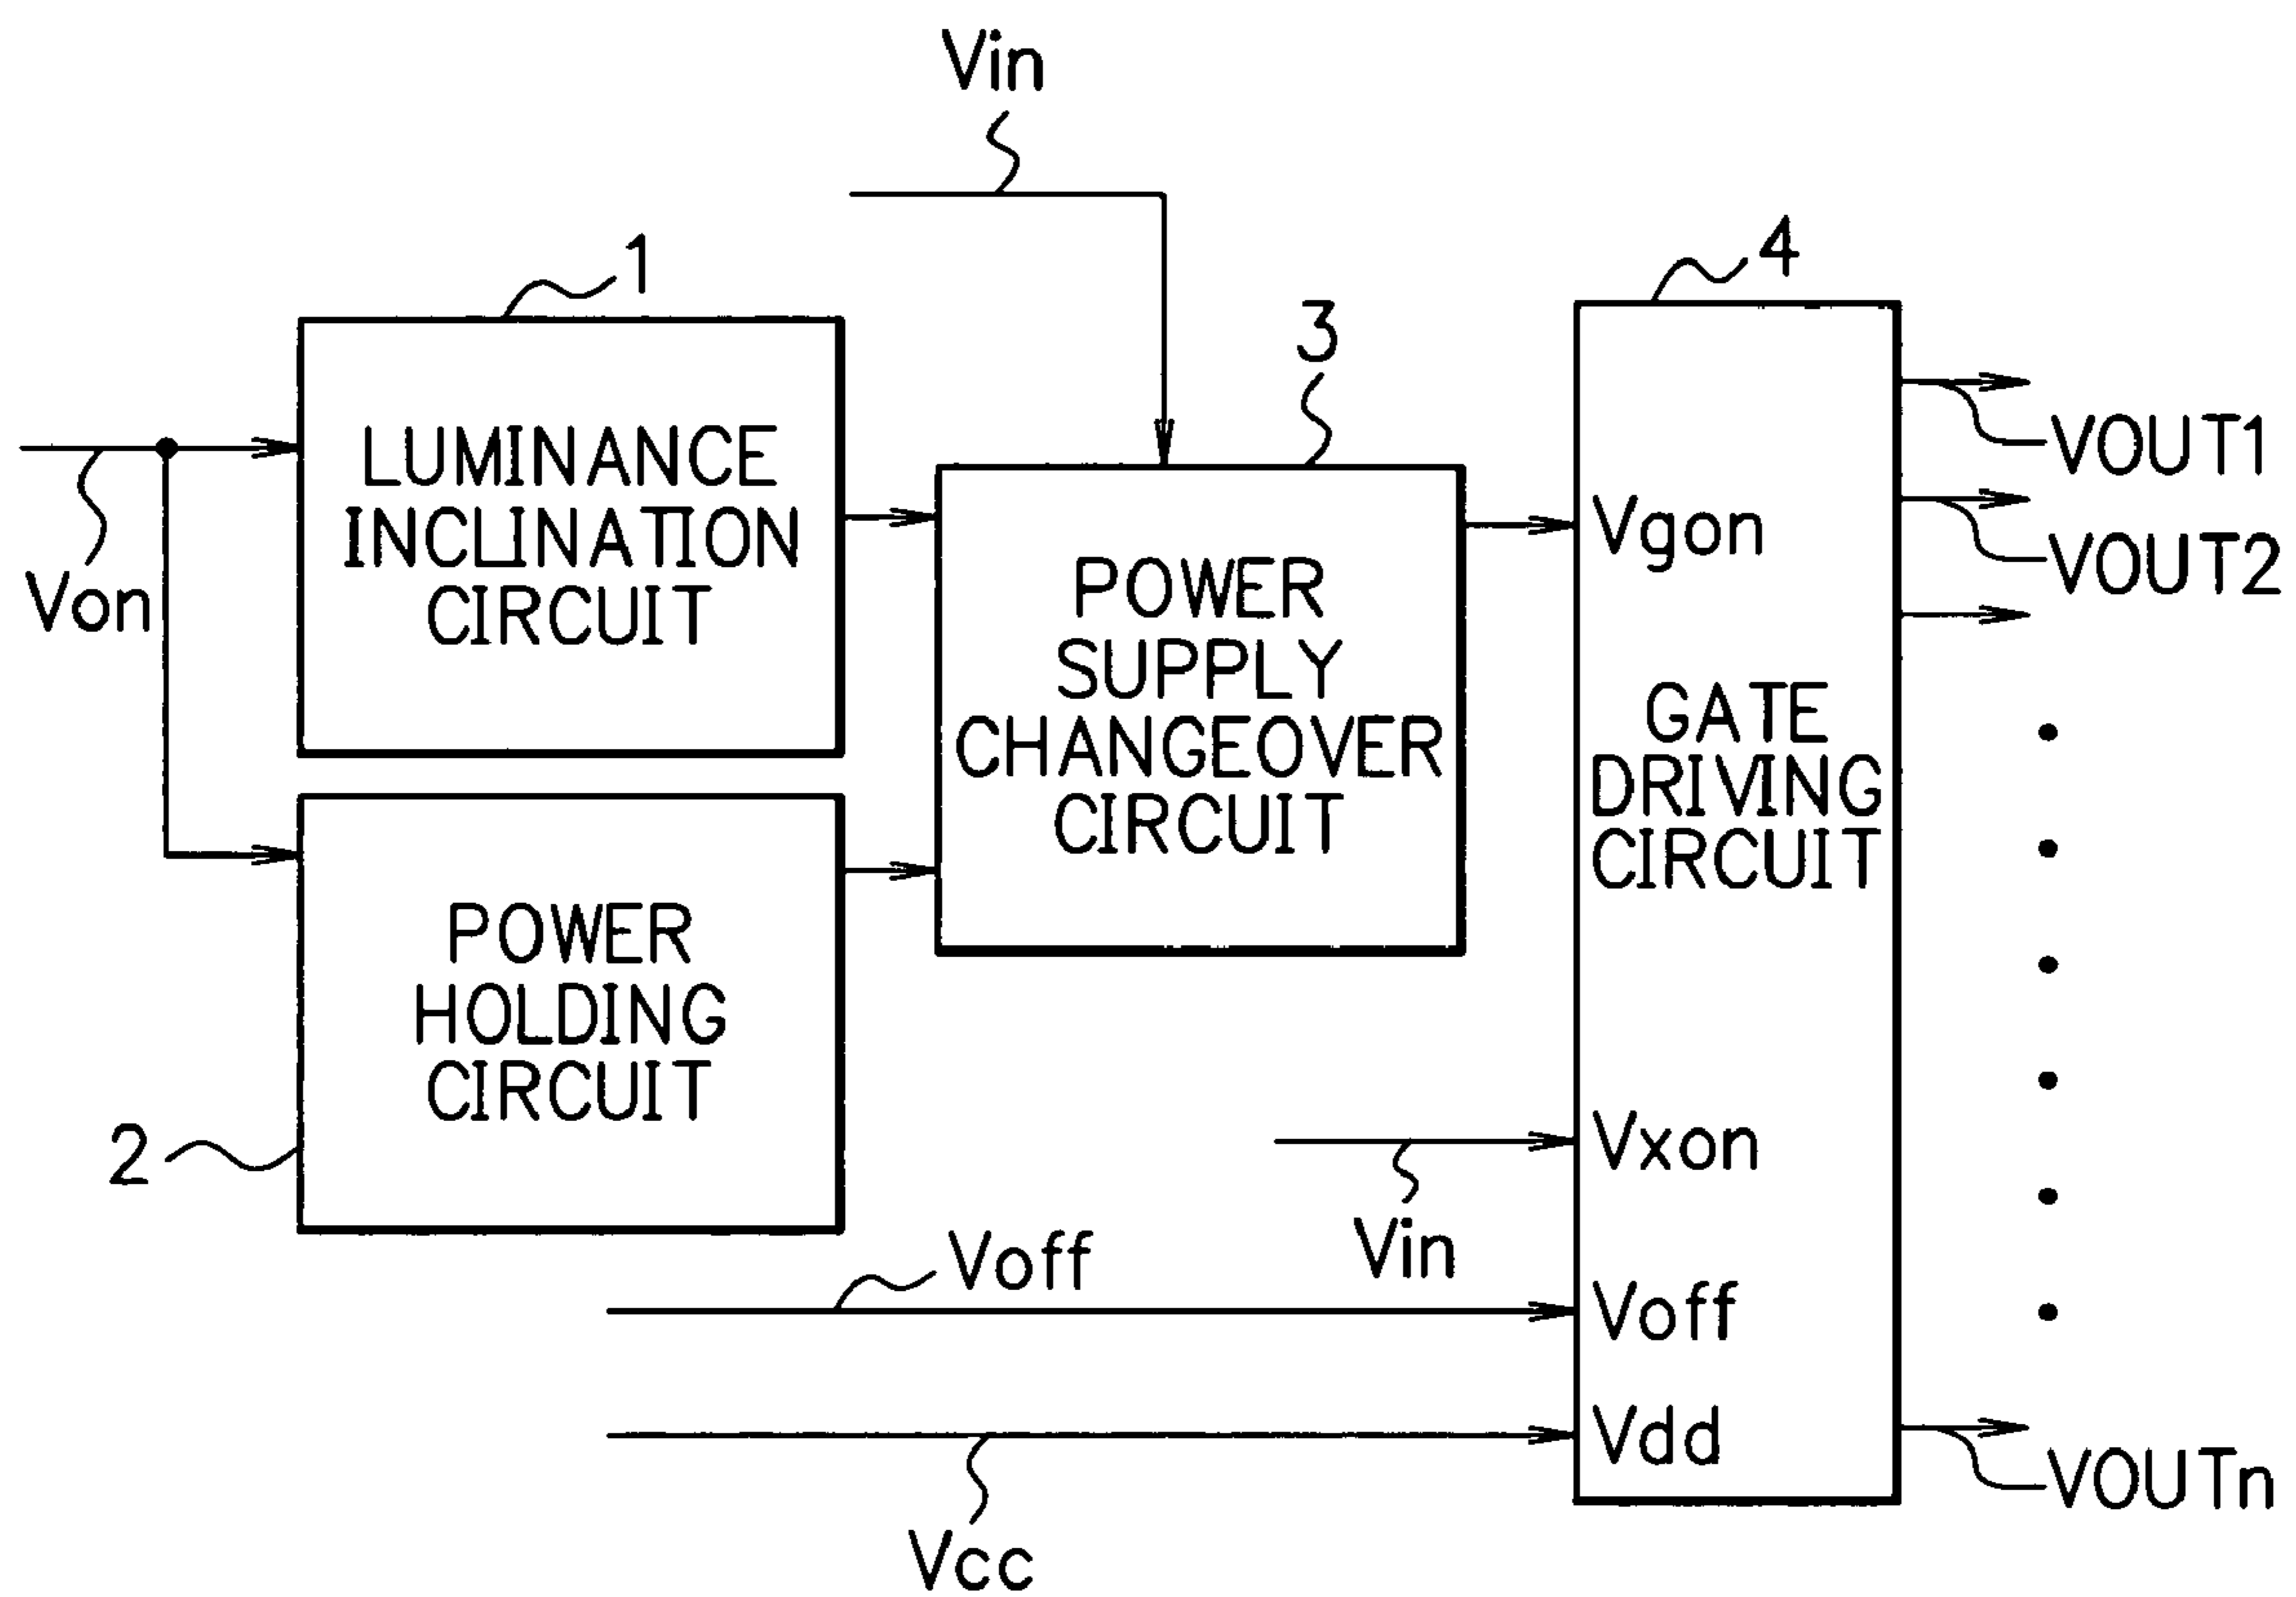 Vin
1
4
3
LUMINANCE
INCLINATION
CIRCUIT
Von
POWER
SUPPLY
CHANGEOVER
CIRCUIT
Vgon
GATE
DRIVING
CIRCUIT
VOUT1
VOUT2
POWER
HOLDING
CIRCUIT
2
Vxon
Vin
Voff
Voff
Vdd
Vcc
VOUTn